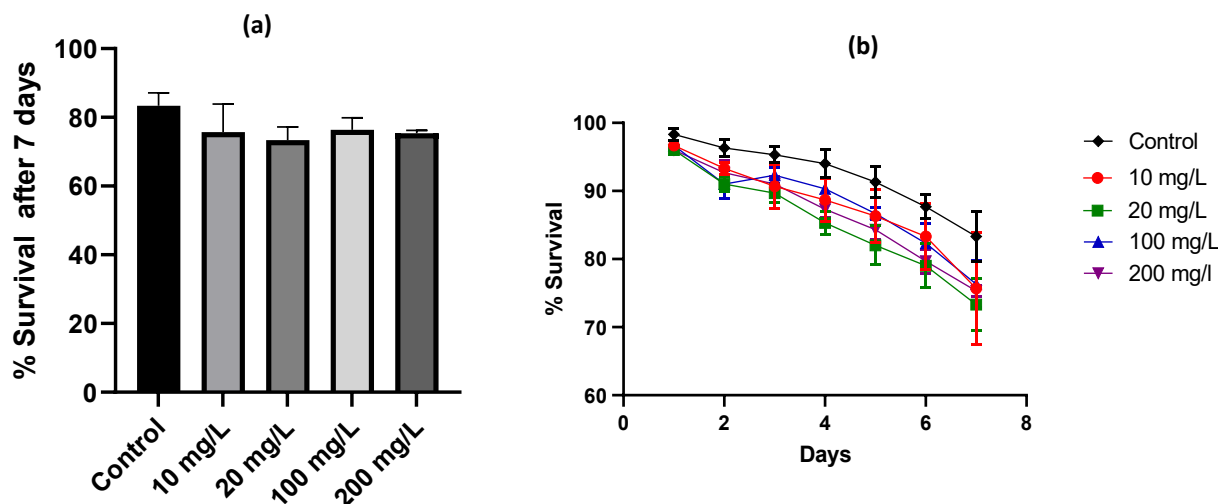 (a)
% Survival after 7 days
100
80
60
40
20
0
Control
10 mg/L
20 mg/L
100 mg/L
200 mg/L
(b)
% Survival
100
90
80
70
60
0
2
4
6
8
Days
Control
10 mg/L
20 mg/L
100 mg/L
200 mg/l